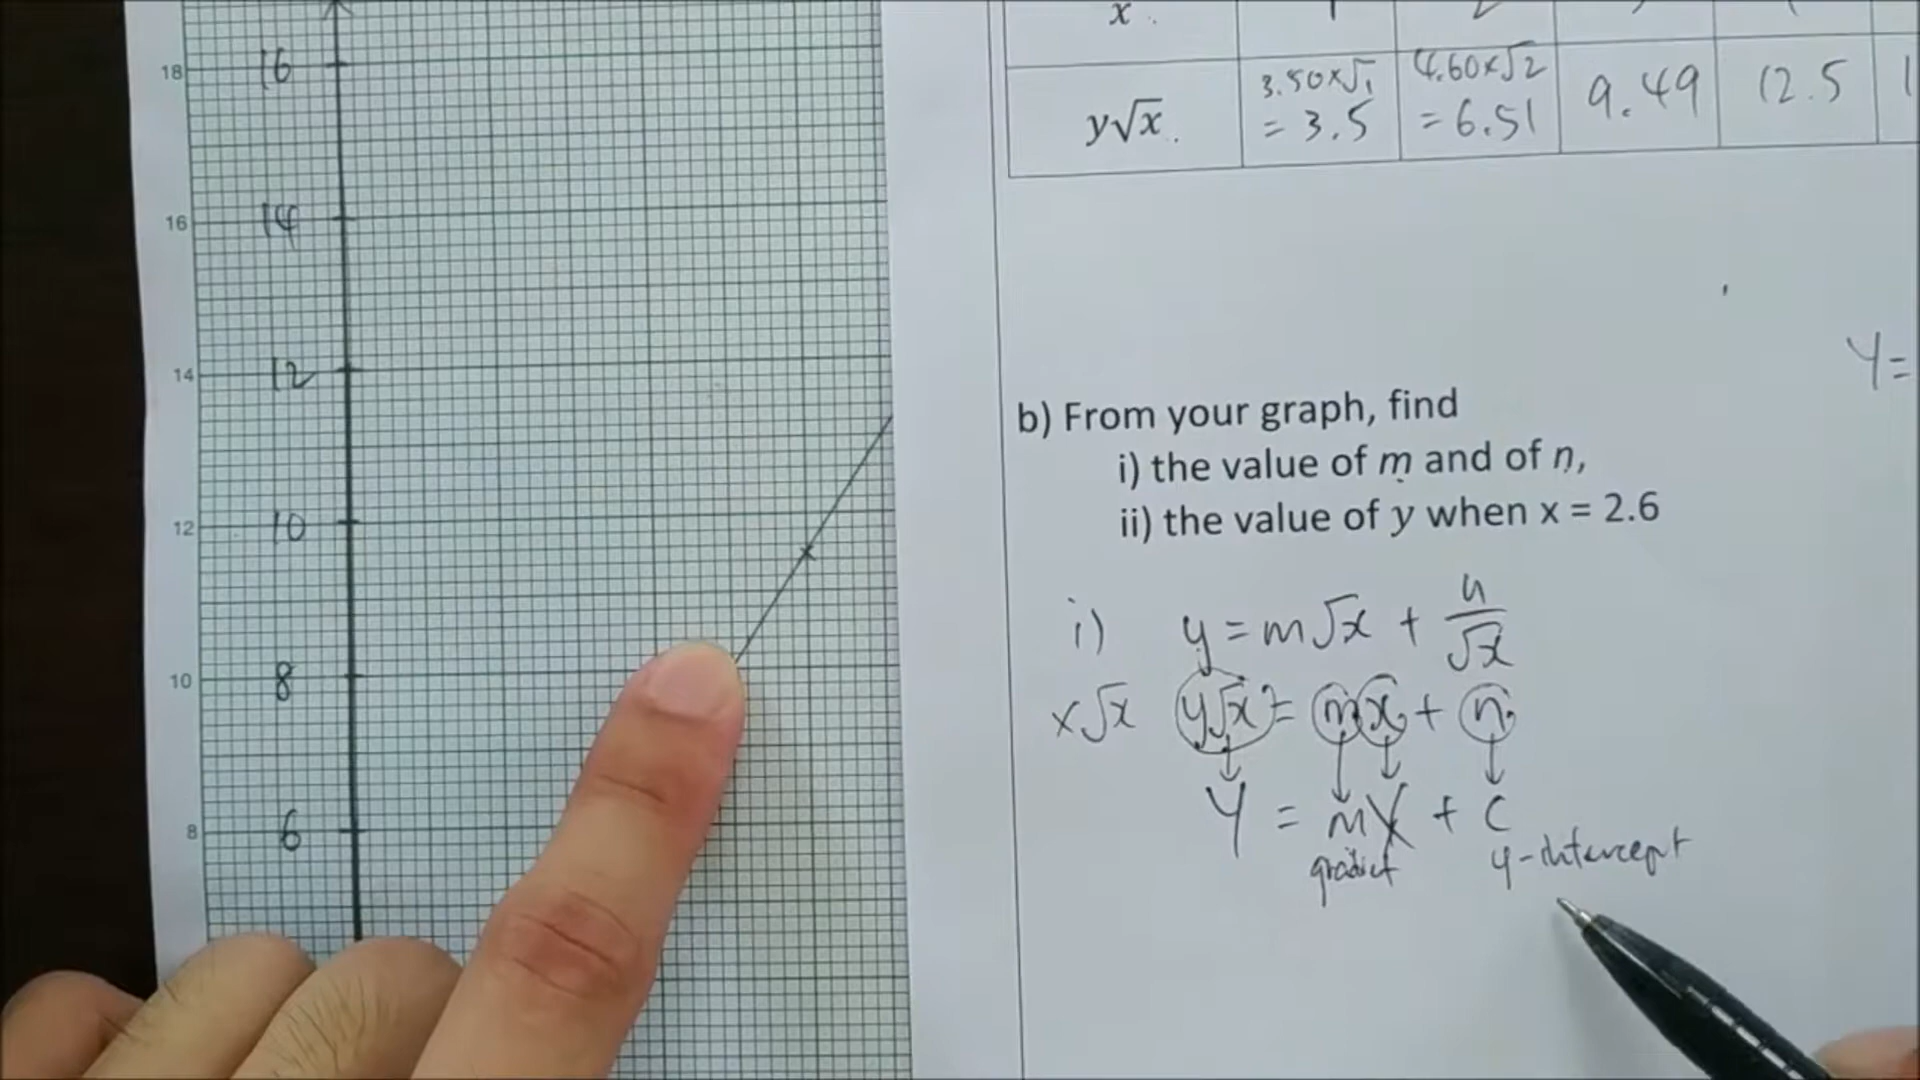 18 16
16 14
14 12
12 10
10 8
8 6
x
y√x 3.50×√1 = 3.5 4.60×√2 = 6.51 9.49 12.5 1
Y =
b) From your graph, find
i) the value of m and of n,
ii) the value of y when x = 2.6
i) y = m√x + n/√x
×√x y√x = mx + n
Y = mX + C
gradient y-intercept